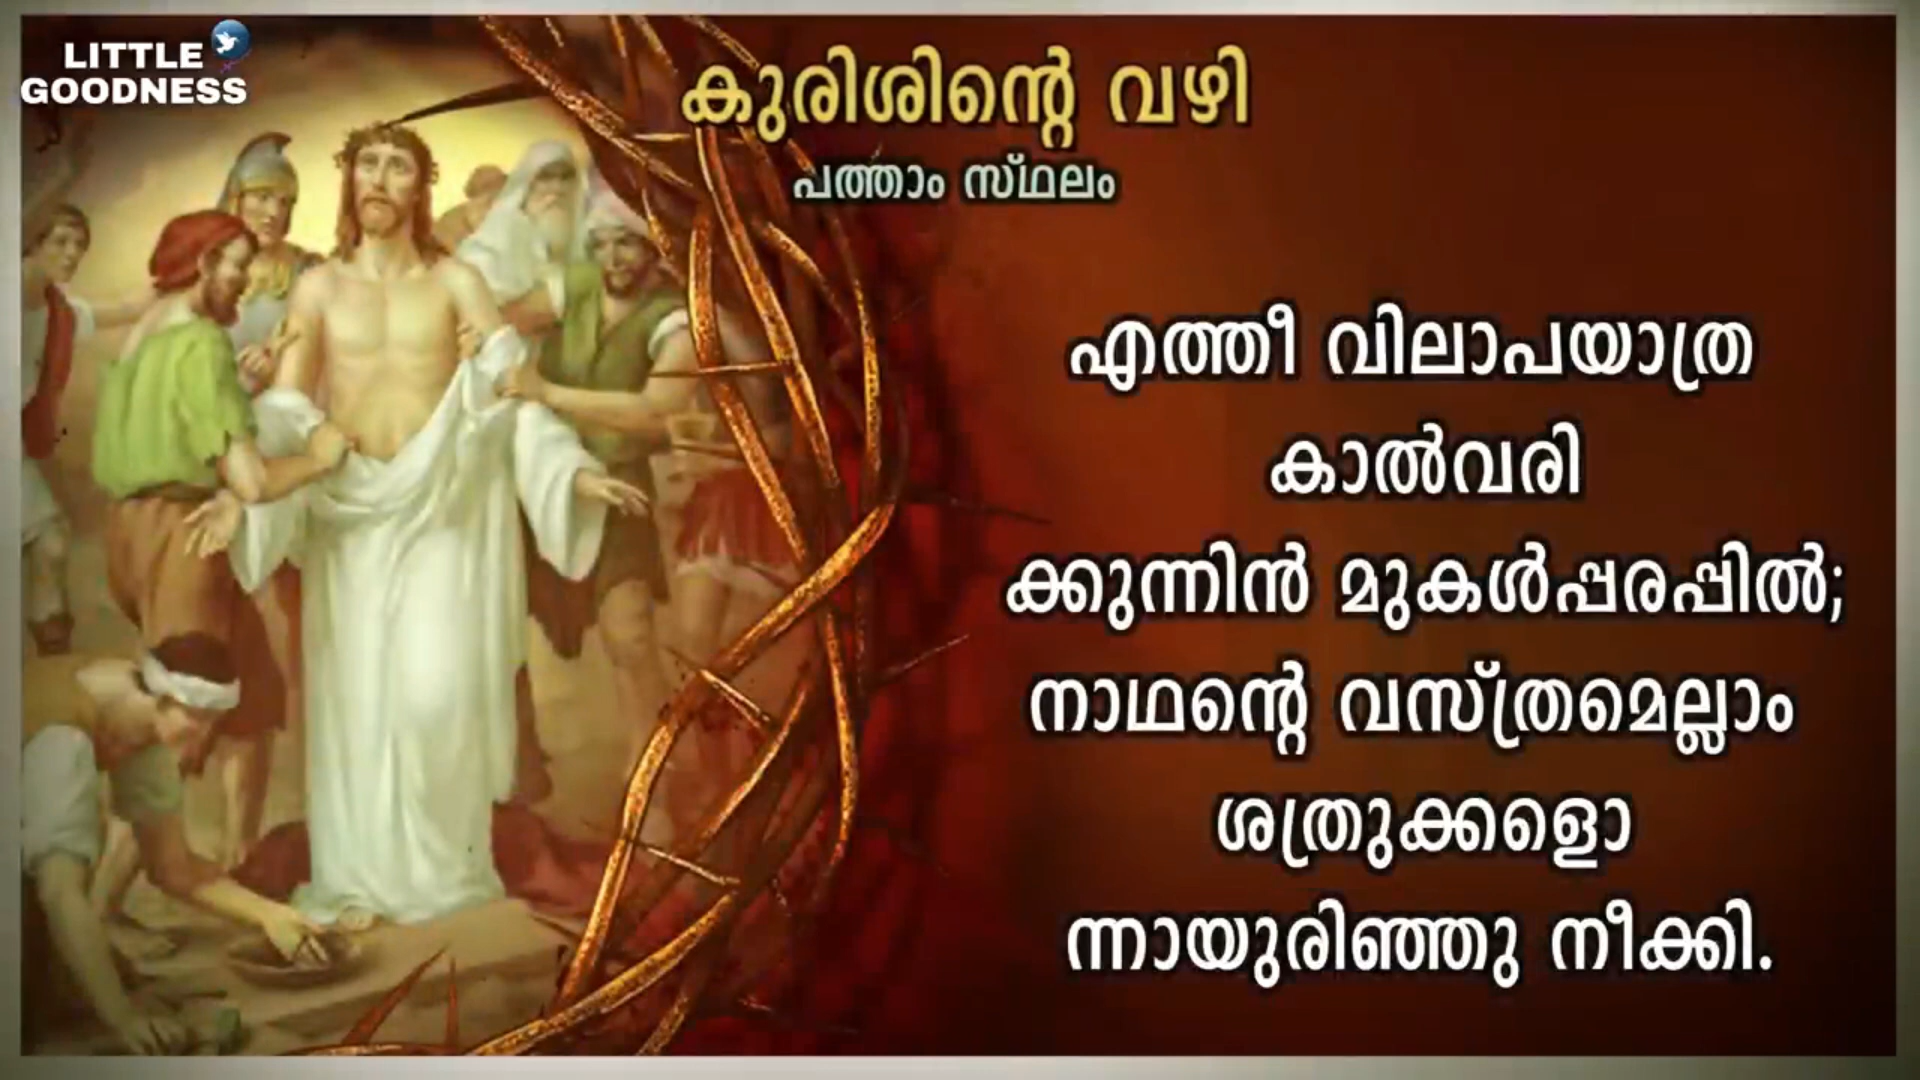 LITTLE
GOODNESS
കുരിശിന്റെ വഴി
പത്താം സ്ഥലം
എത്തീ വിലാപയാത്ര
കാൽവരി
ക്കുന്നിൻ മുകൾപ്പരപ്പിൽ;
നാഥന്റെ വസ്ത്രമെല്ലാം
ശത്രുക്കളൊ
ന്നായുരിഞ്ഞു നീക്കി.